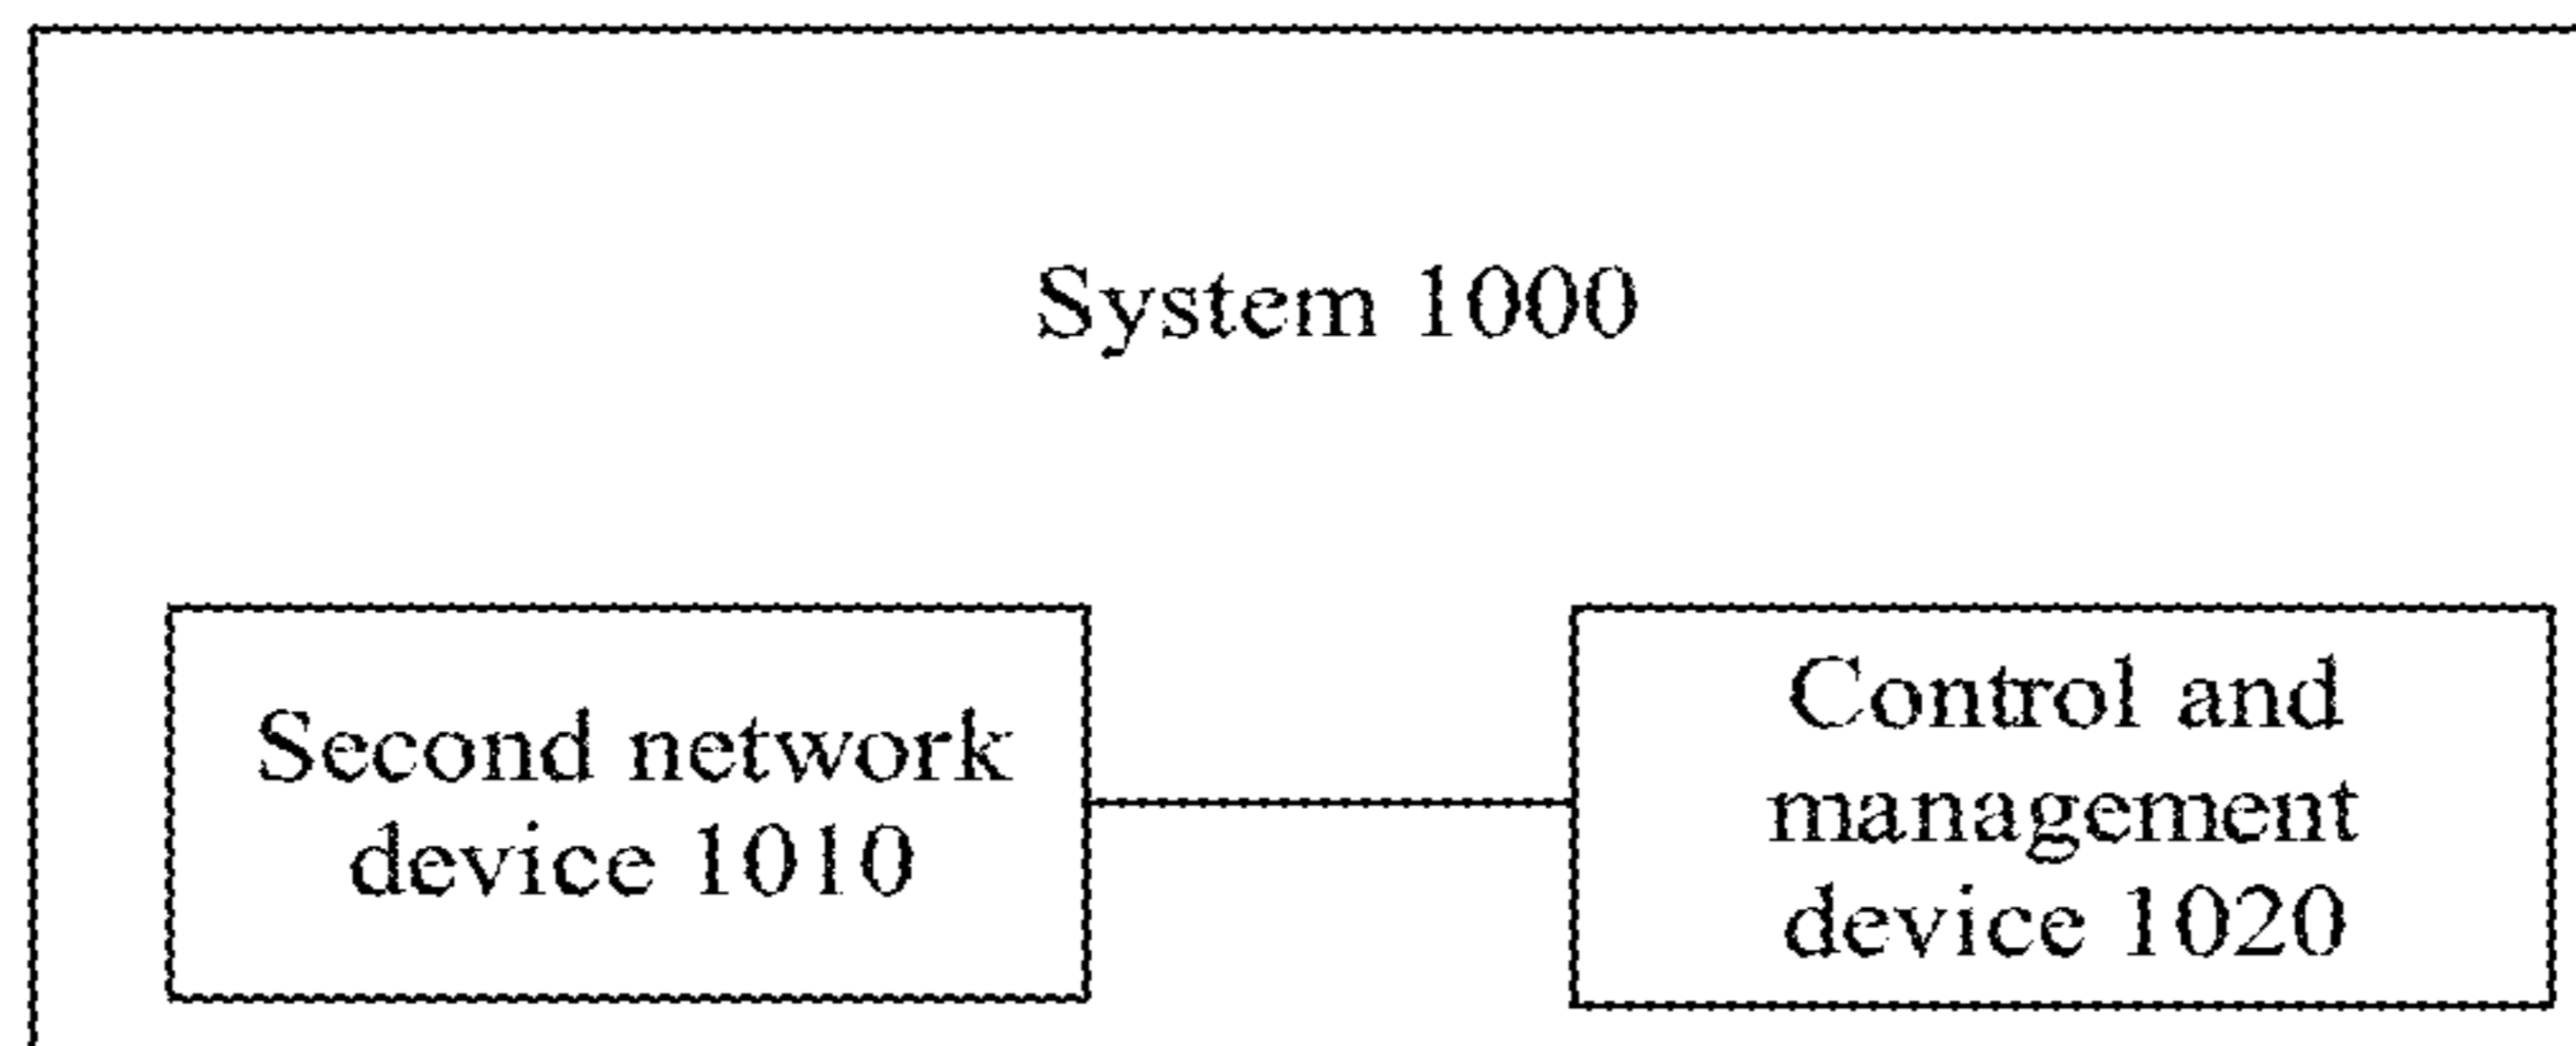 System 1000
Second network
device 1010
Control and
management
device 1020